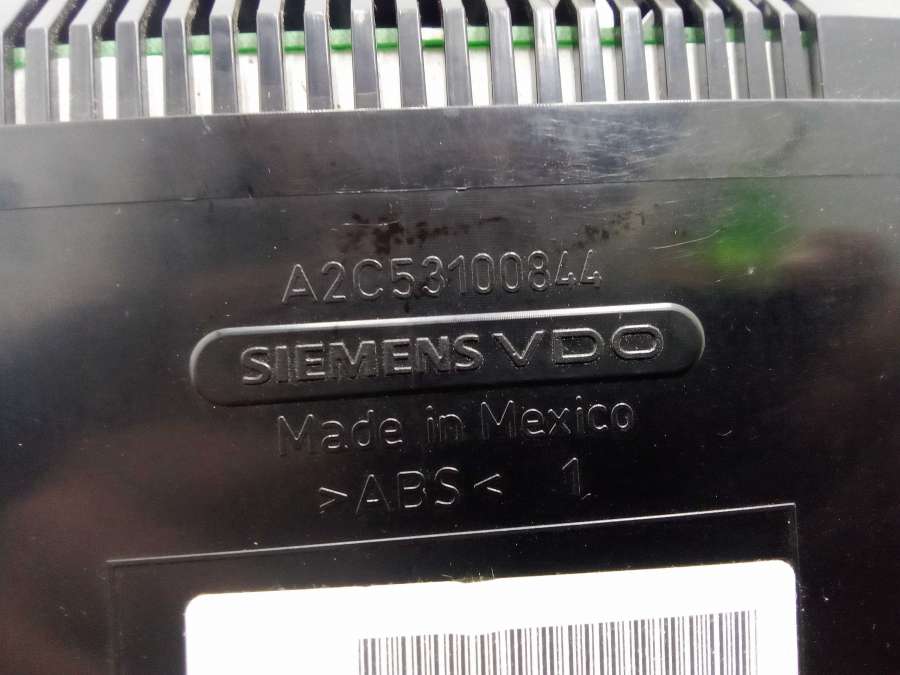 A2C53100844
SIEMENS VDO
Made in Mexico
>ABS< 1